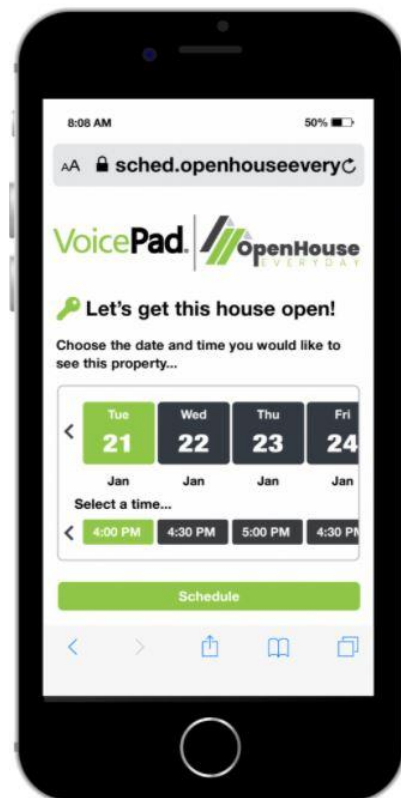 8:08 AM 50%
AA sched.openhouseevery
VoicePad. OpenHouse
EVERYDAY
Let's get this house open!
Choose the date and time you would like to
see this property...
Tue Wed Thu Fri
21 22 23 24
Jan Jan Jan Jan
Select a time...
4:00 PM 4:30 PM 5:00 PM 4:30 PM
Schedule